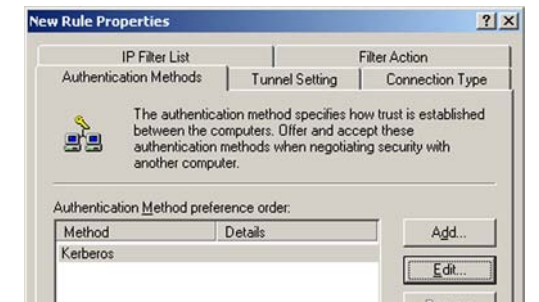 New Rule Properties
IP Filter List Filter Action
Authentication Methods Tunnel Setting Connection Type
The authentication method specifies how trust is established
between the computers. Offer and accept these
authentication methods when negotiating security with
another computer.
Authentication Method preference order:
Method Details Add...
Kerberos
Edit...